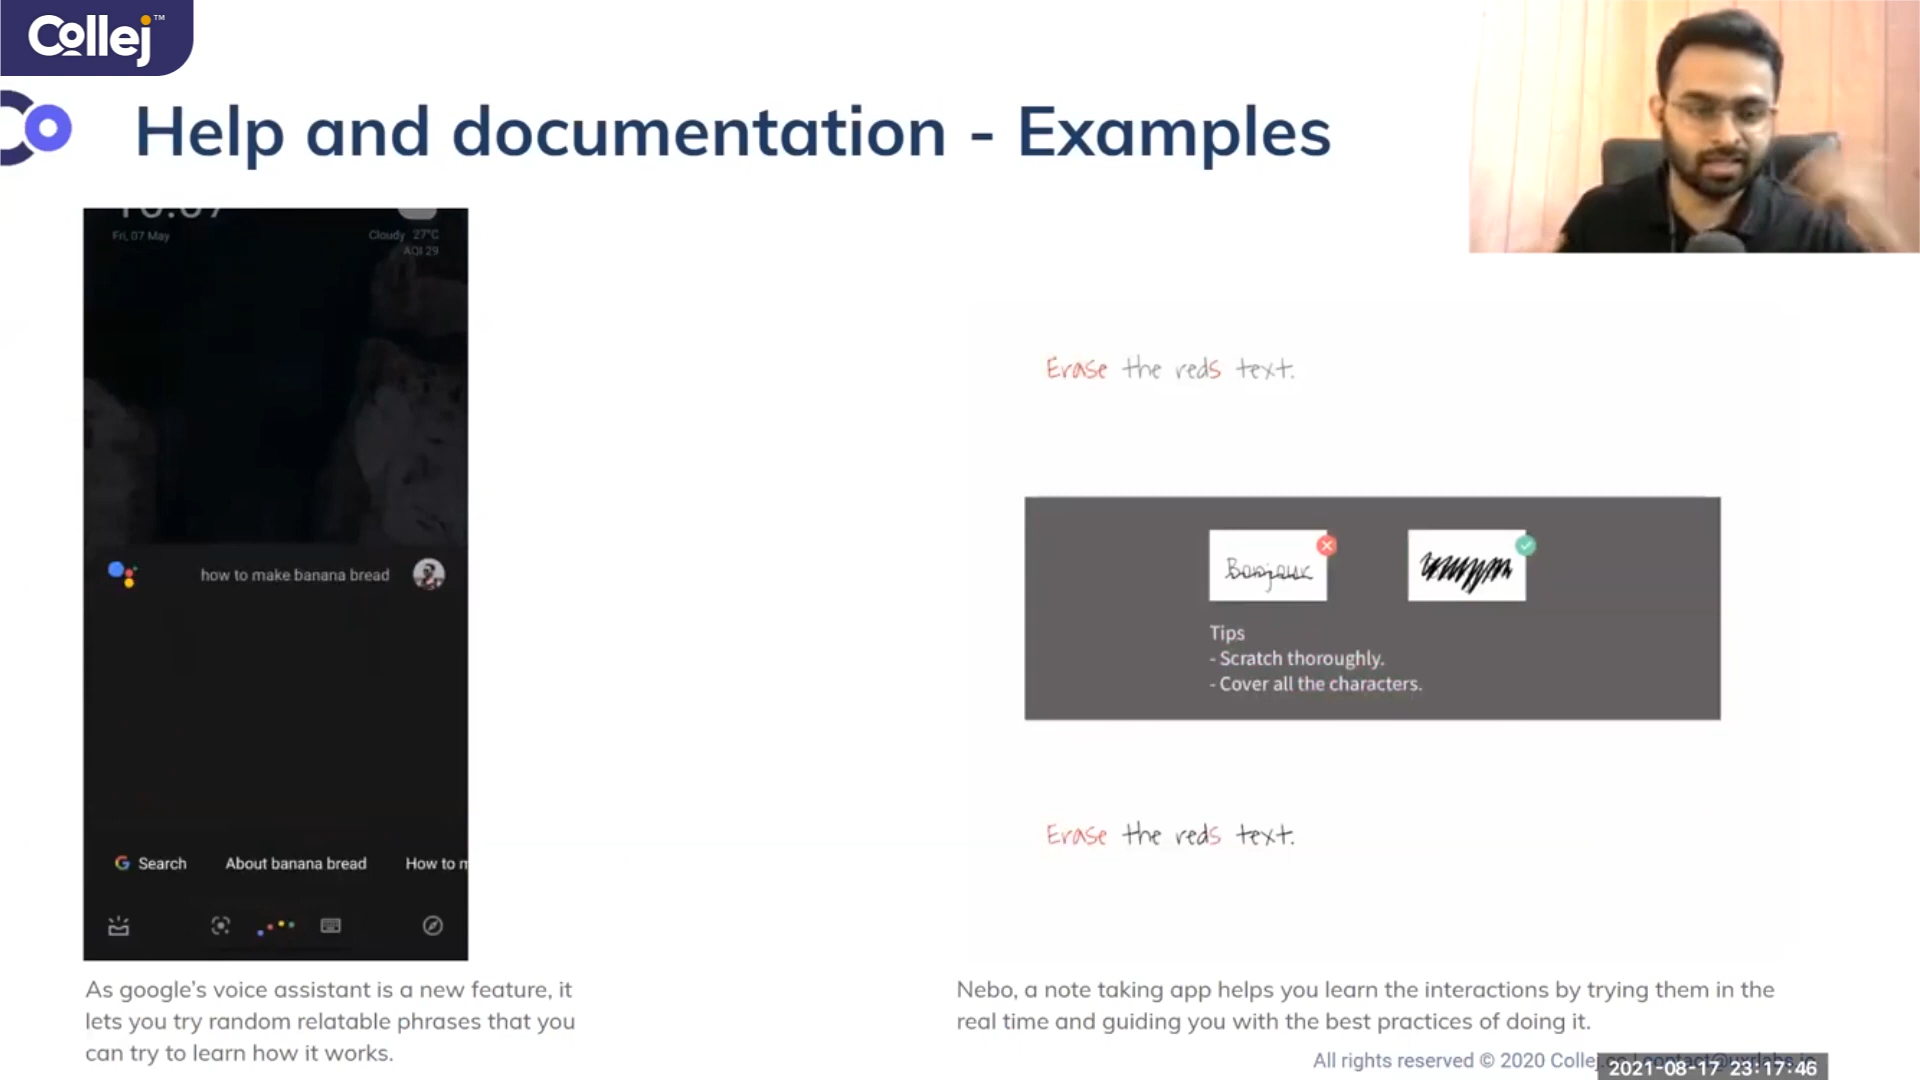 Collej™
Help and documentation - Examples
Fri, 07 May
Cloudy 27°C
AQI 29
how to make banana bread
G Search
About banana bread
How to m
As google's voice assistant is a new feature, it
lets you try random relatable phrases that you
can try to learn how it works.
Erase the reds text.
Bonjour
Tips
- Scratch thoroughly.
- Cover all the characters.
Erase the reds text.
Nebo, a note taking app helps you learn the interactions by trying them in the
real time and guiding you with the best practices of doing it.
All rights reserved © 2020 Collej
2021-08-17 23:17:46